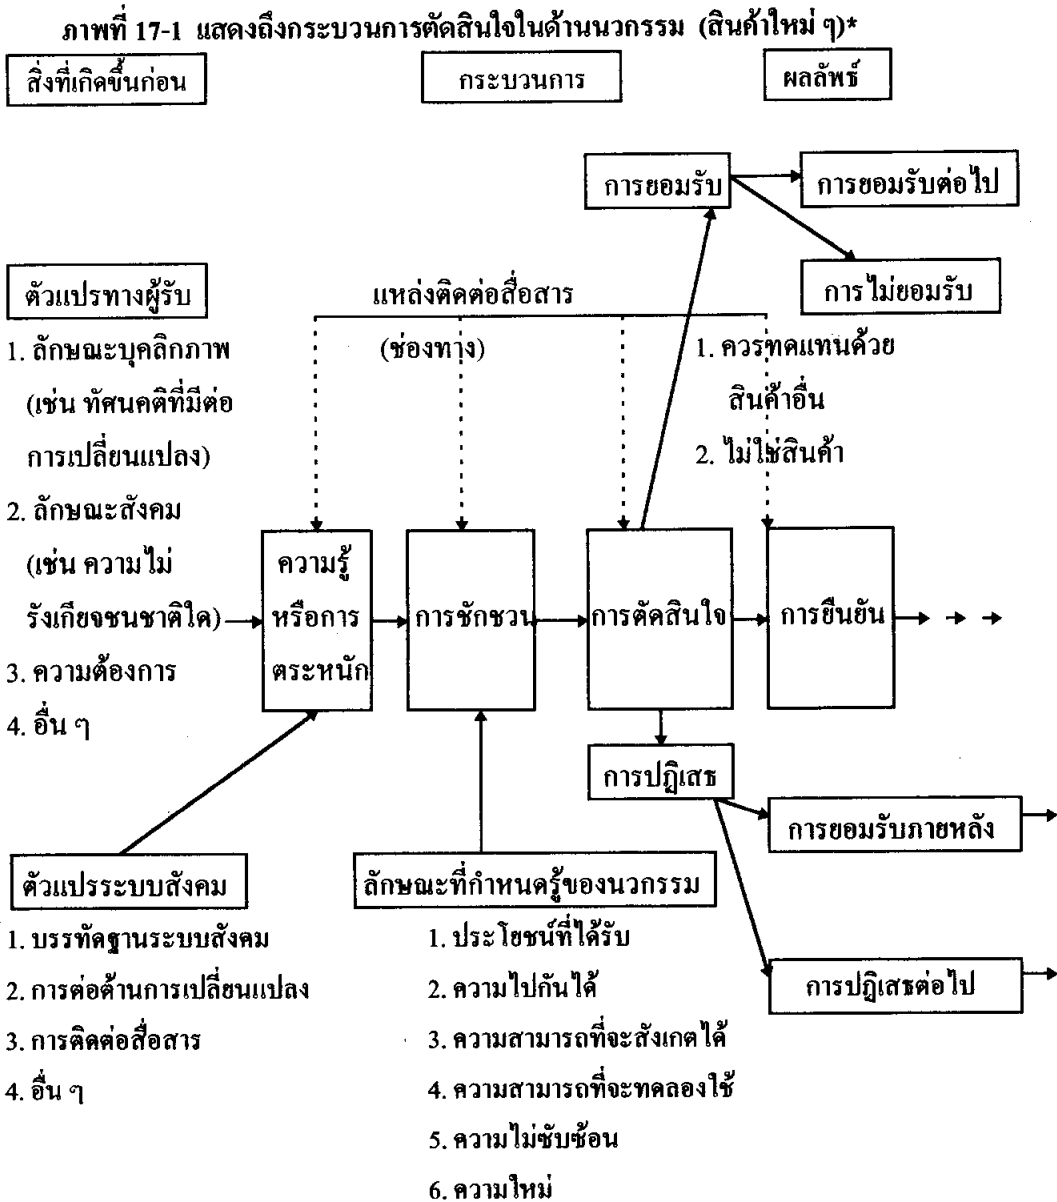 ภาพที่ 17-1 แสดงถึงกระบวนการตัดสินใจในด้านนวกรรม (สินค้าใหม่ ๆ)*
สิ่งที่เกิดขึ้นก่อน
กระบวนการ
ผลลัพธ์
การยอมรับ
การยอมรับต่อไป
การไม่ยอมรับ
ตัวแปรทางผู้รับ
1. ลักษณะบุคลิกภาพ
(เช่น ทัศนคติที่มีต่อ
การเปลี่ยนแปลง)
2. ลักษณะสังคม
(เช่น ความไม่
รังเกียจชนชาติใด)
3. ความต้องการ
4. อื่น ๆ
แหล่งติดต่อสื่อสาร
(ช่องทาง)
1. ควรทดแทนด้วย
สินค้าอื่น
2. ไม่ใช่สินค้า
ความรู้
หรือการ
ตระหนัก
การชักชวน
การตัดสินใจ
การยืนยัน
การปฏิเสธ
การยอมรับภายหลัง
การปฏิเสธต่อไป
ตัวแปรระบบสังคม
1. บรรทัดฐานระบบสังคม
2. การต่อต้านการเปลี่ยนแปลง
3. การติดต่อสื่อสาร
4. อื่น ๆ
ลักษณะที่กำหนดรู้ของนวกรรม
1. ประโยชน์ที่ได้รับ
2. ความไปกันได้
3. ความสามารถที่จะสังเกตได้
4. ความสามารถที่จะทดลองใช้
5. ความไม่ซับซ้อน
6. ความใหม่